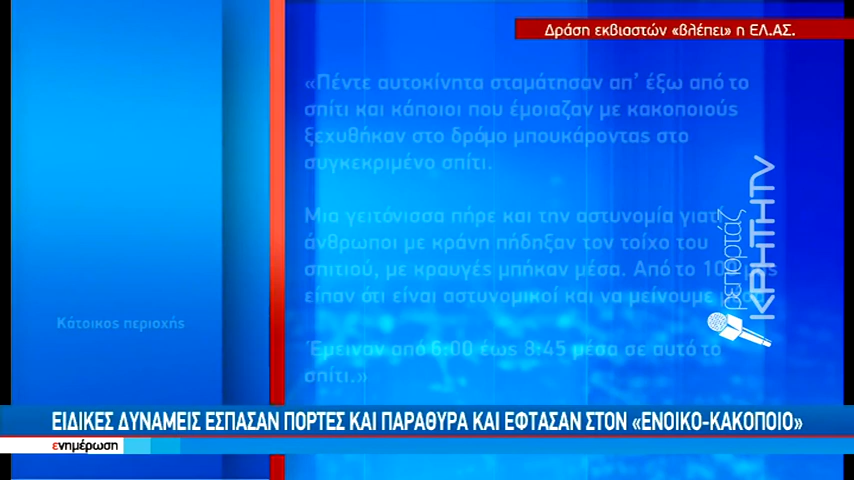 Δράση εκβιαστών «βλέπει» η ΕΛ.ΑΣ.
«Πέντε αυτοκίνητα σταμάτησαν απ' έξω από το
σπίτι και κάποιοι που έμοιαζαν με κακοποιούς
ξεχυθήκαν στο δρόμο μπουκάροντας στο
συγκεκριμένο σπίτι.
Μια γειτόνισσα πήρε και την αστυνομία γιατί
άνθρωποι με κράνη πήδηξαν τον τοίχο του
σπιτιού, με κραυγές μπήκαν μέσα. Από το 100 μας
είπαν ότι είναι αστυνομικοί και να μείνουμε
Έμειναν από 6:00 έως 8:45 μέσα σε αυτό το
σπίτι.»
Κάτοικος περιοχής
ρεπορτάζ
ΚΡΗΤΗTV
ΕΙΔΙΚΕΣ ΔΥΝΑΜΕΙΣ ΕΣΠΑΣΑΝ ΠΟΡΤΕΣ ΚΑΙ ΠΑΡΑΘΥΡΑ ΚΑΙ ΕΦΤΑΣΑΝ ΣΤΟΝ «ΕΝΟΙΚΟ-ΚΑΚΟΠΟΙΟ»
ενημέρωση